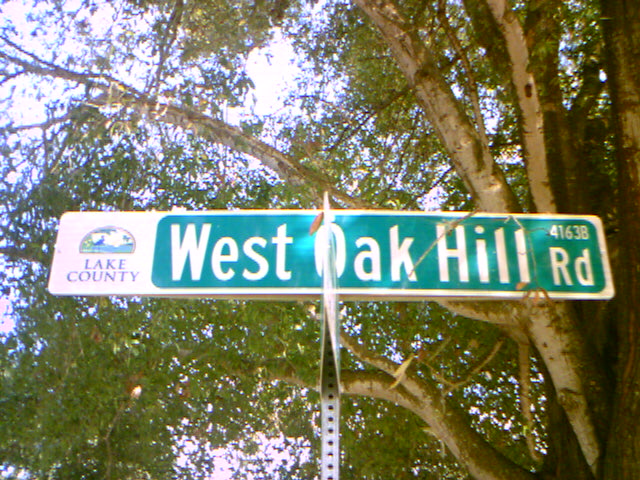 LAKE
COUNTY
West Oak Hill Rd
4163B